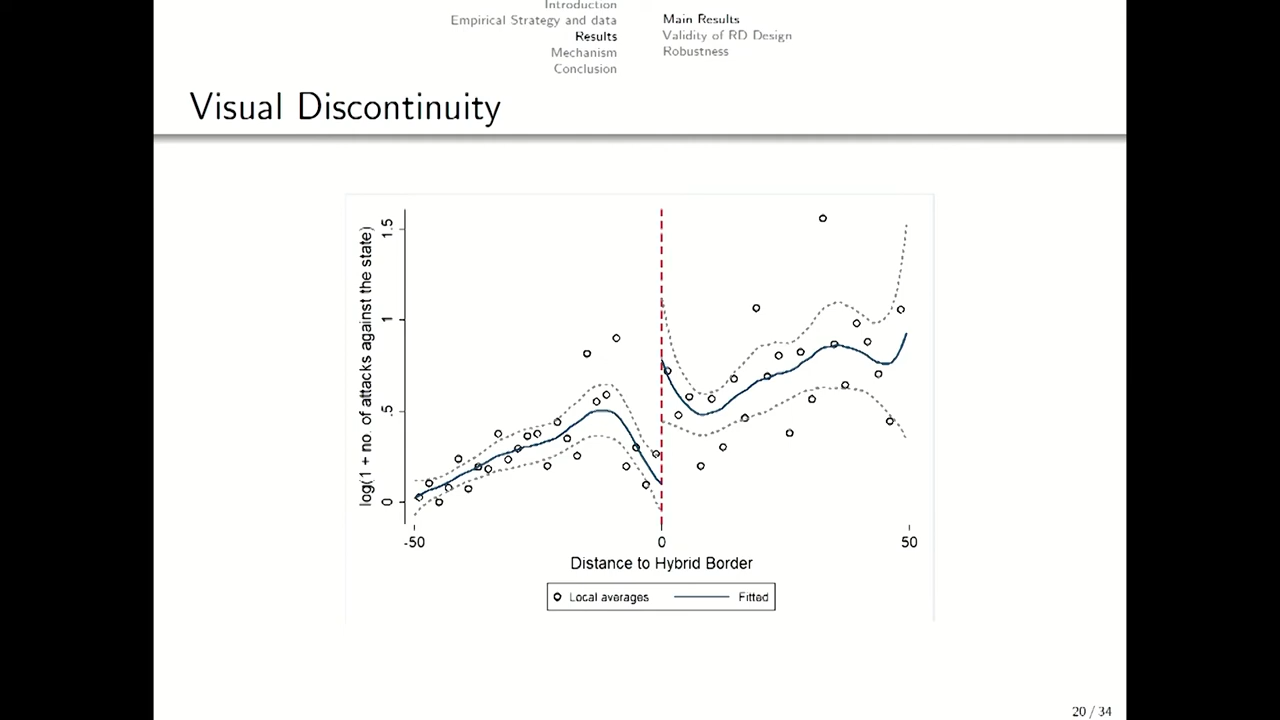 Introduction
Empirical Strategy and data
Results
Mechanism
Conclusion
Main Results
Validity of RD Design
Robustness
Visual Discontinuity
log(1 + no. of attacks against the state)
1.5
1
.5
0
-50
0
50
Distance to Hybrid Border
Local averages
Fitted
20 / 34